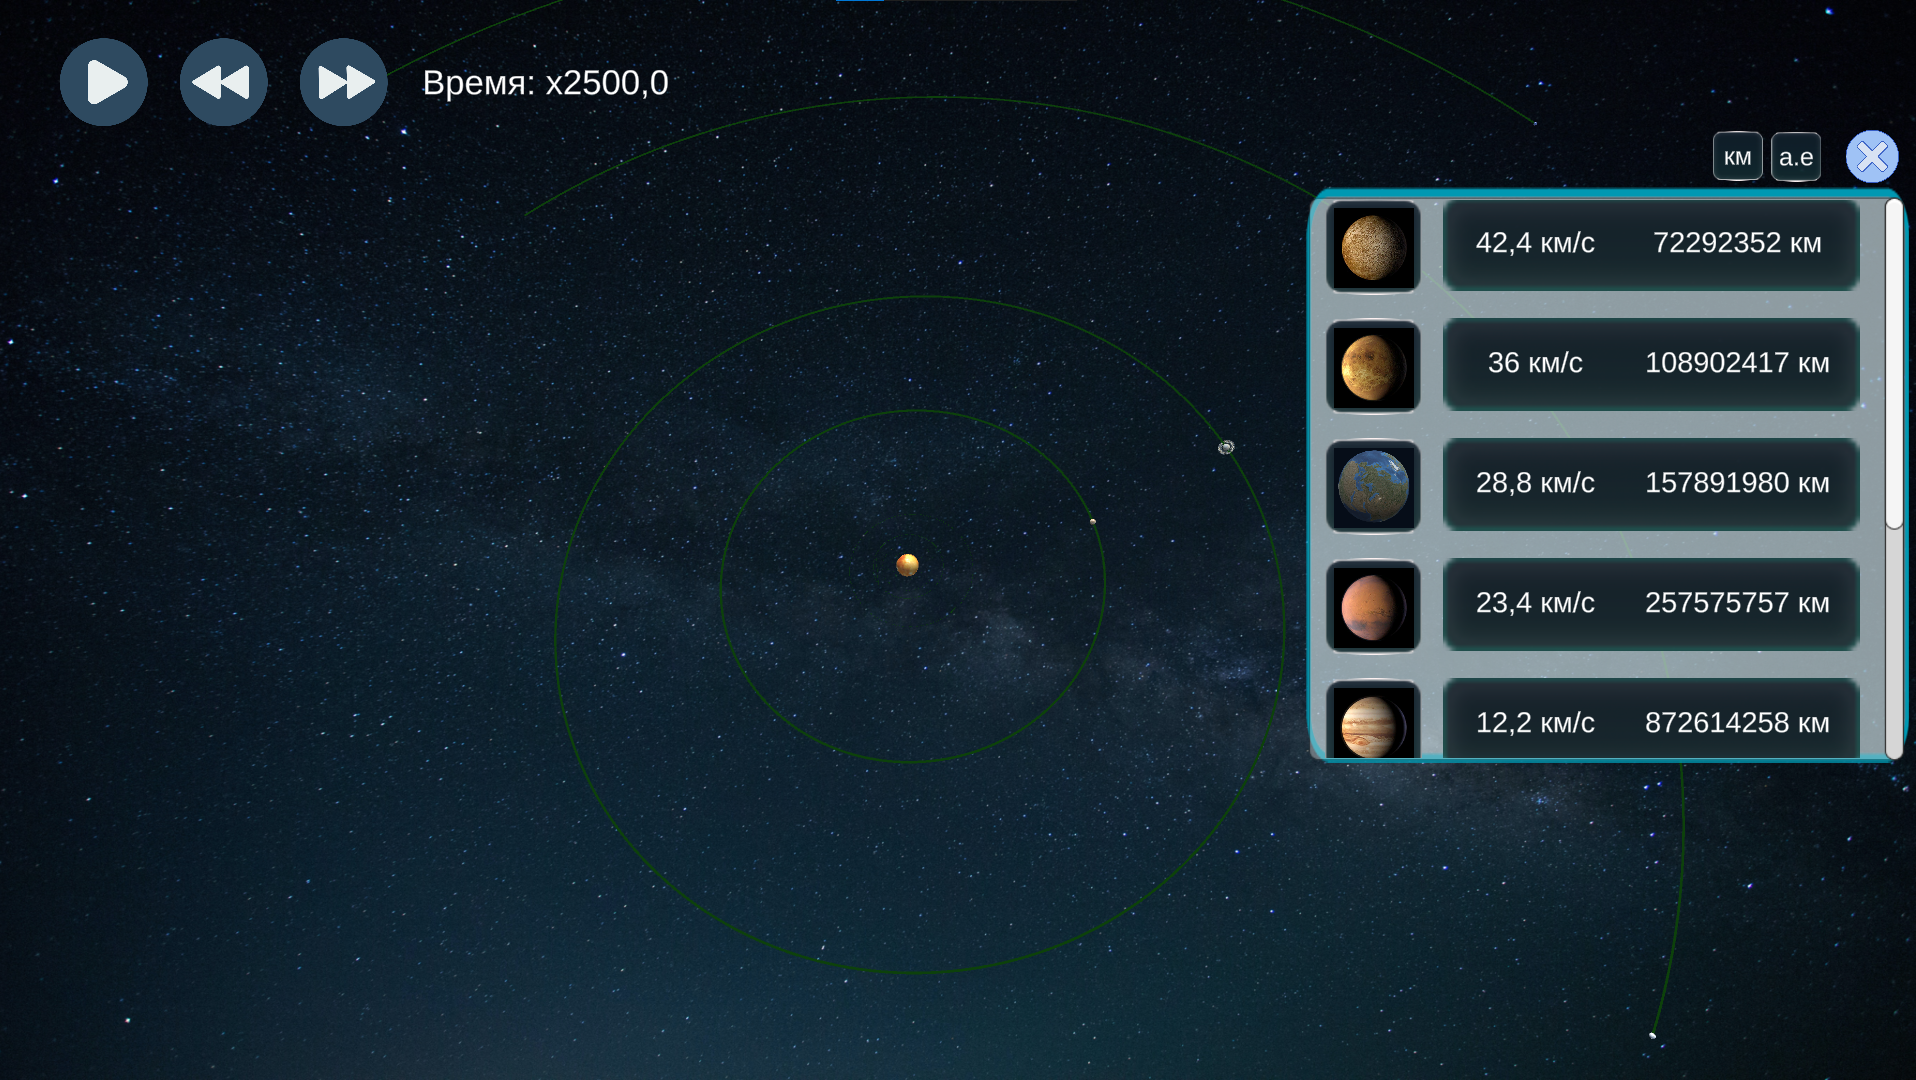 Время: x2500,0
км а.е
42,4 км/с 72292352 км
36 км/с 108902417 км
28,8 км/с 157891980 км
23,4 км/с 257575757 км
12,2 км/с 872614258 км